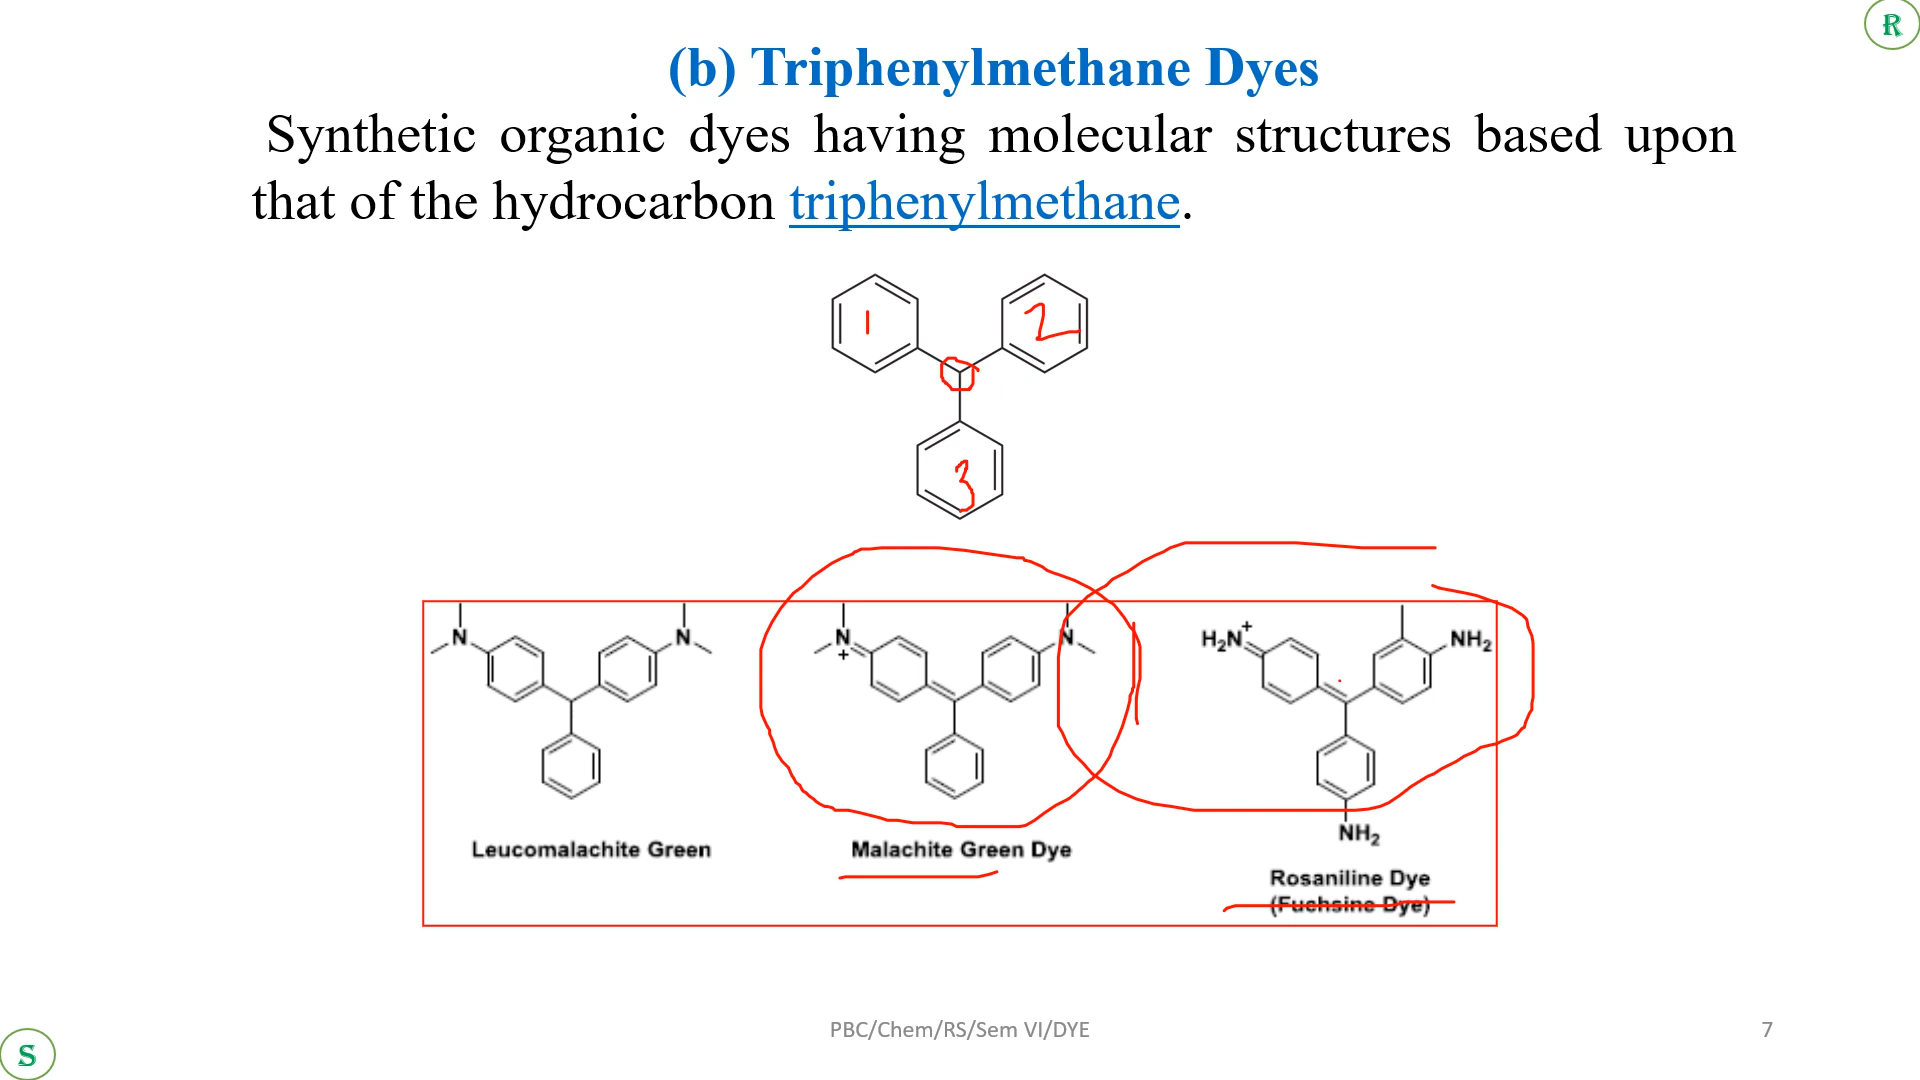 R
(b) Triphenylmethane Dyes
Synthetic organic dyes having molecular structures based upon
that of the hydrocarbon triphenylmethane.
1
2
3
N
N
N
+
N
H₂N+
NH₂
NH₂
Leucomalachite Green
Malachite Green Dye
Rosaniline Dye
(Fuchsine Dye)
PBC/Chem/RS/Sem VI/DYE
7
S